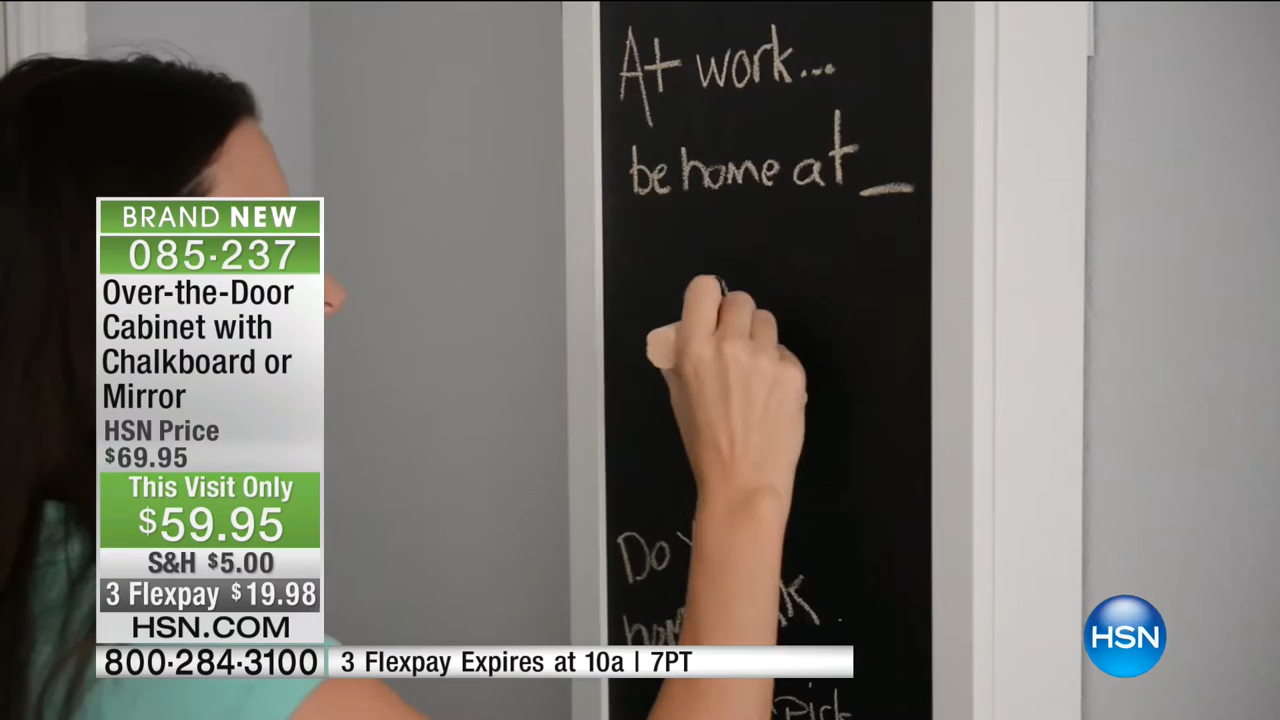 At work...
be home at _
Do
BRAND NEW
085-237
Over-the-Door
Cabinet with
Chalkboard or
Mirror
HSN Price
$69.95
This Visit Only
$59.95
S&H $5.00
3 Flexpay $19.98
HSN.COM
800-284-3100
3 Flexpay Expires at 10a | 7PT
HSN